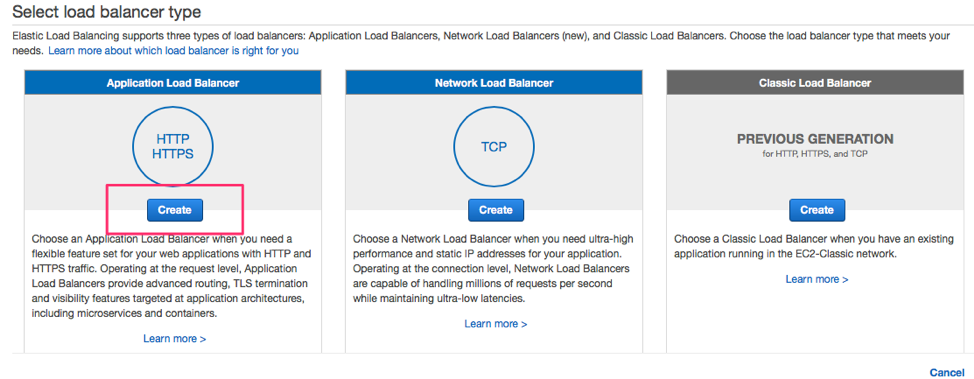 Select load balancer type
Elastic Load Balancing supports three types of load balancers: Application Load Balancers, Network Load Balancers (new), and Classic Load Balancers. Choose the load balancer type that meets your
needs. Learn more about which load balancer is right for you
Application Load Balancer
HTTP
HTTPS
Create
Choose an Application Load Balancer when you need a
flexible feature set for your web applications with HTTP and
HTTPS traffic. Operating at the request level, Application
Load Balancers provide advanced routing, TLS termination
and visibility features targeted at application architectures,
including microservices and containers.
Learn more >
Network Load Balancer
TCP
Create
Choose a Network Load Balancer when you need ultra-high
performance and static IP addresses for your application.
Operating at the connection level, Network Load Balancers
are capable of handling millions of requests per second
while maintaining ultra-low latencies.
Learn more >
Classic Load Balancer
PREVIOUS GENERATION
for HTTP, HTTPS, and TCP
Create
Choose a Classic Load Balancer when you have an existing
application running in the EC2-Classic network.
Learn more >
Cancel